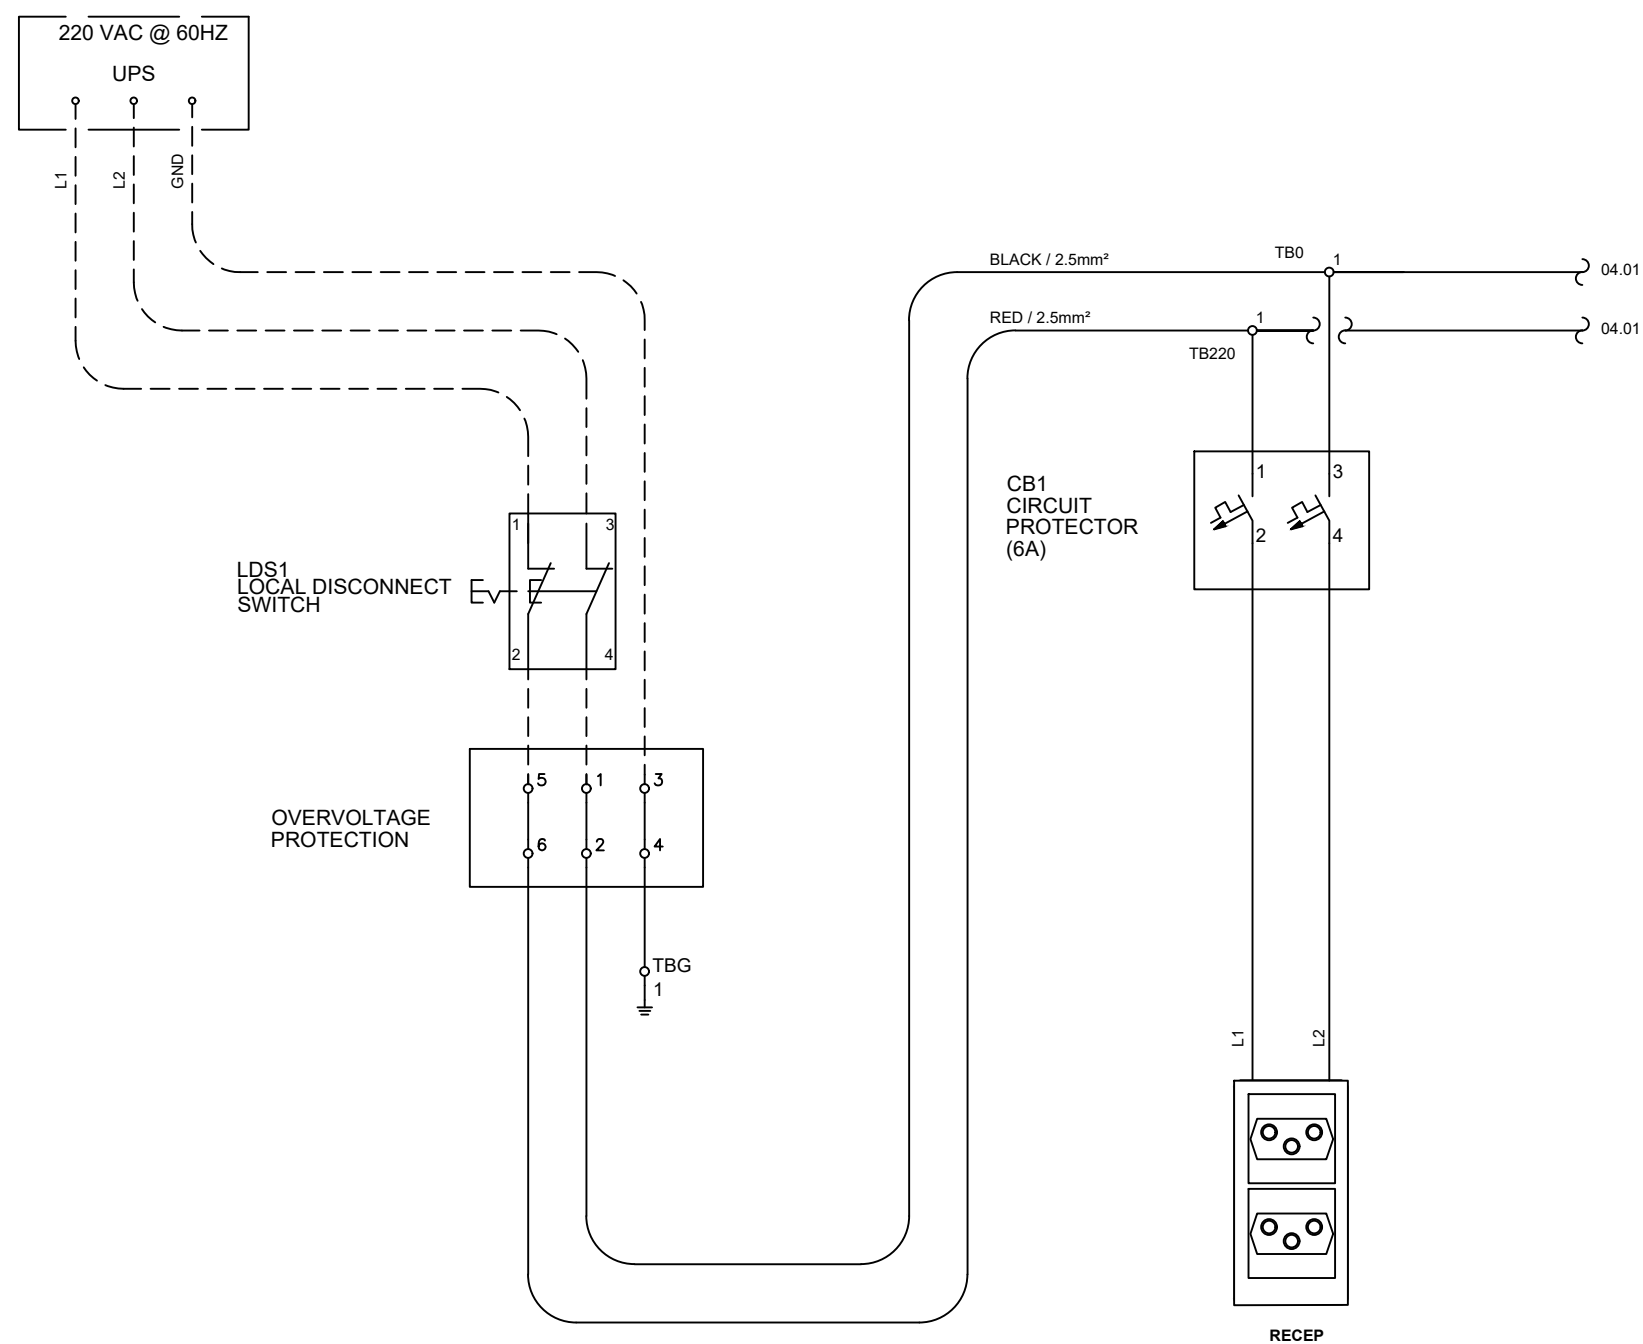 220 VAC @ 60HZ
UPS
L1
L2
GND
BLACK / 2.5mm²
TB0
1
04.01
RED / 2.5mm²
1
04.01
TB220
CB1
CIRCUIT
PROTECTOR
(6A)
1
3
2
4
LDS1
LOCAL DISCONNECT
SWITCH
1
3
2
4
OVERVOLTAGE
PROTECTION
5
1
3
6
2
4
TBG
1
L1
L2
RECEP